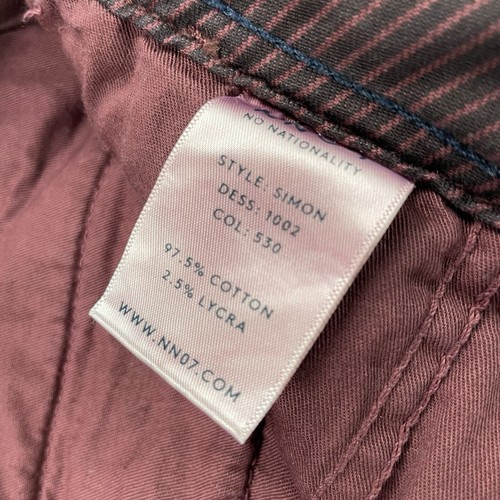 NO NATIONALITY
STYLE: SIMON
DESS: 1002
COL: 530
97.5% COTTON
2.5% LYCRA
WWW.NN07.COM